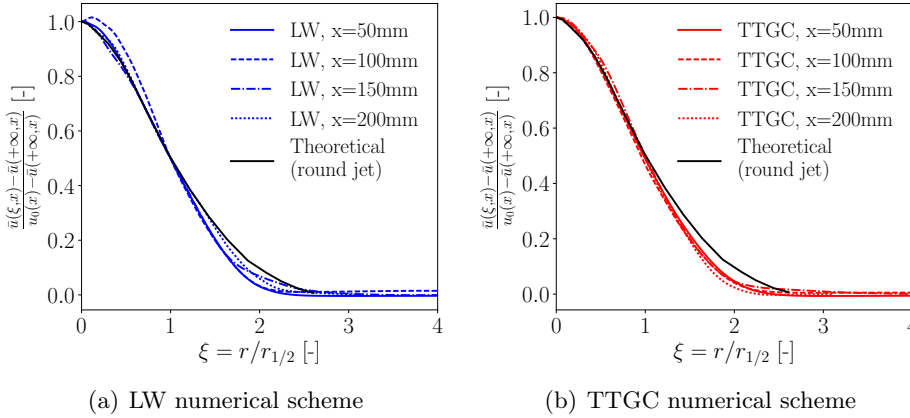 1.0
0.8
0.6
0.4
0.2
0.0
0 1 2 3 4
ū(ξ,x)−ū(+∞,x)
u₀(x)−ū(+∞,x) [-]
ξ = r/r₁/₂ [-]
LW, x=50mm
LW, x=100mm
LW, x=150mm
LW, x=200mm
Theoretical
(round jet)
(a) LW numerical scheme
1.0
0.8
0.6
0.4
0.2
0.0
0 1 2 3 4
ū(ξ,x)−ū(+∞,x)
u₀(x)−ū(+∞,x) [-]
ξ = r/r₁/₂ [-]
TTGC, x=50mm
TTGC, x=100mm
TTGC, x=150mm
TTGC, x=200mm
Theoretical
(round jet)
(b) TTGC numerical scheme